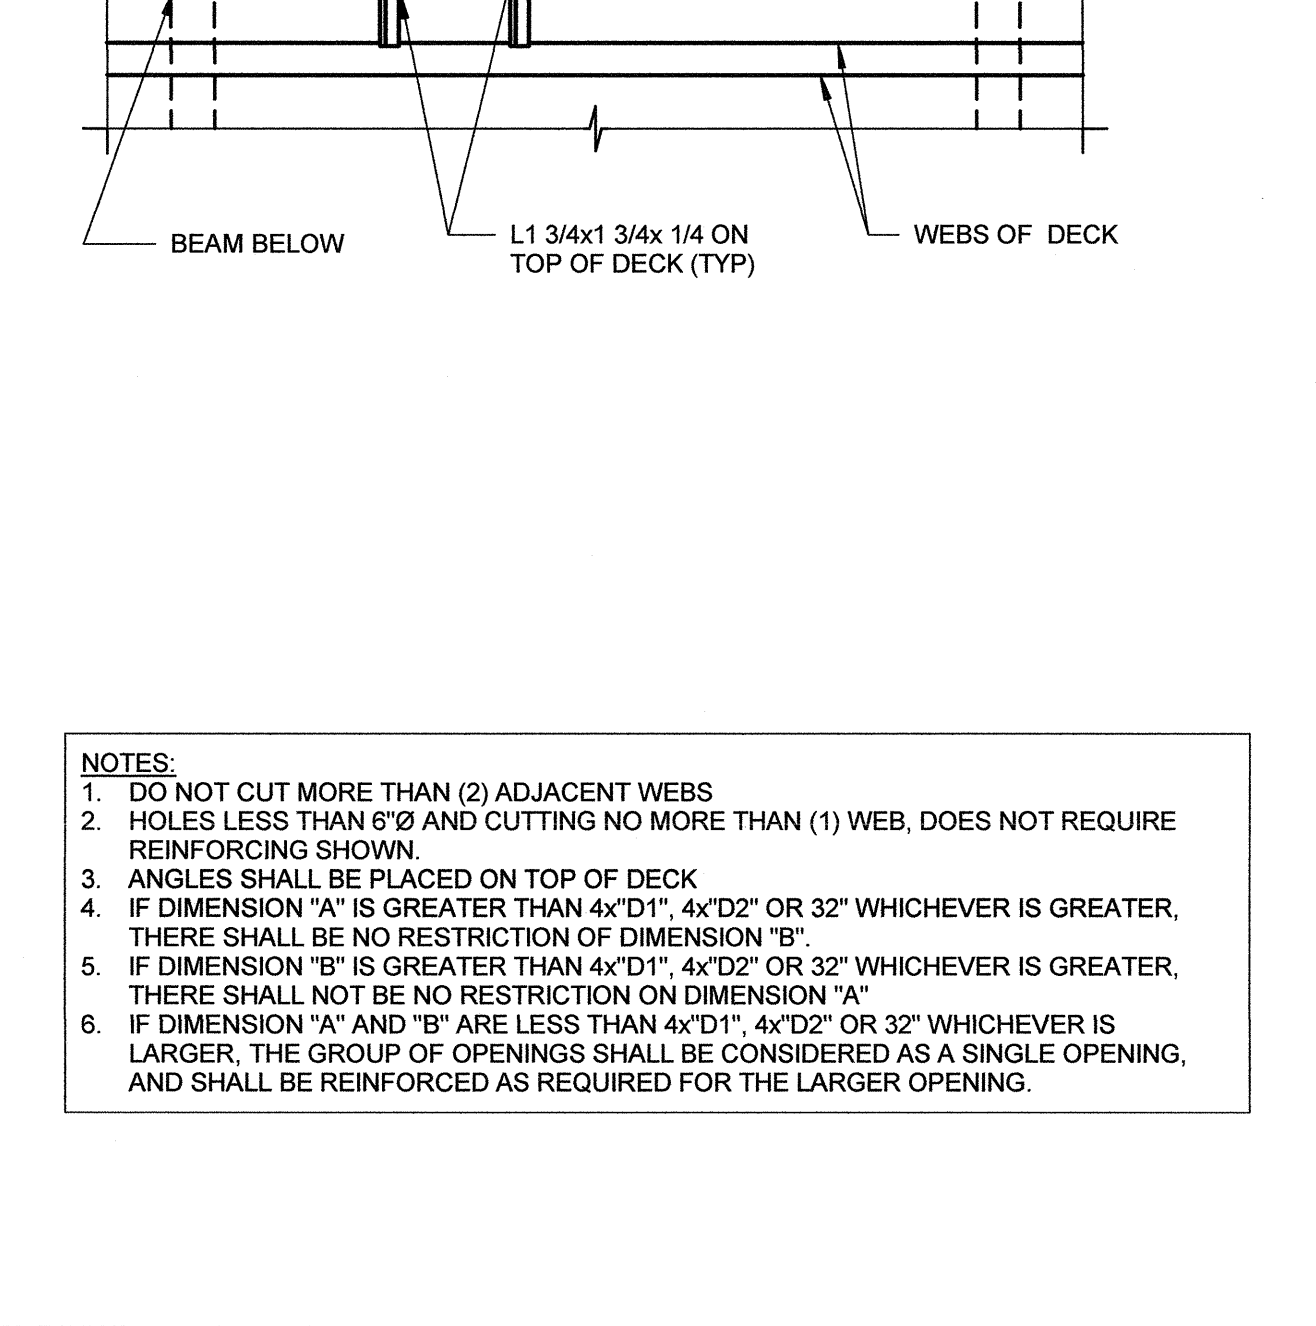 BEAM BELOW
L1 3/4x1 3/4x 1/4 ON
TOP OF DECK (TYP)
WEBS OF DECK
NOTES:
1. DO NOT CUT MORE THAN (2) ADJACENT WEBS
2. HOLES LESS THAN 6"Ø AND CUTTING NO MORE THAN (1) WEB, DOES NOT REQUIRE
REINFORCING SHOWN.
3. ANGLES SHALL BE PLACED ON TOP OF DECK
4. IF DIMENSION "A" IS GREATER THAN 4x"D1", 4x"D2" OR 32" WHICHEVER IS GREATER,
THERE SHALL BE NO RESTRICTION OF DIMENSION "B".
5. IF DIMENSION "B" IS GREATER THAN 4x"D1", 4x"D2" OR 32" WHICHEVER IS GREATER,
THERE SHALL NOT BE NO RESTRICTION ON DIMENSION "A"
6. IF DIMENSION "A" AND "B" ARE LESS THAN 4x"D1", 4x"D2" OR 32" WHICHEVER IS
LARGER, THE GROUP OF OPENINGS SHALL BE CONSIDERED AS A SINGLE OPENING,
AND SHALL BE REINFORCED AS REQUIRED FOR THE LARGER OPENING.